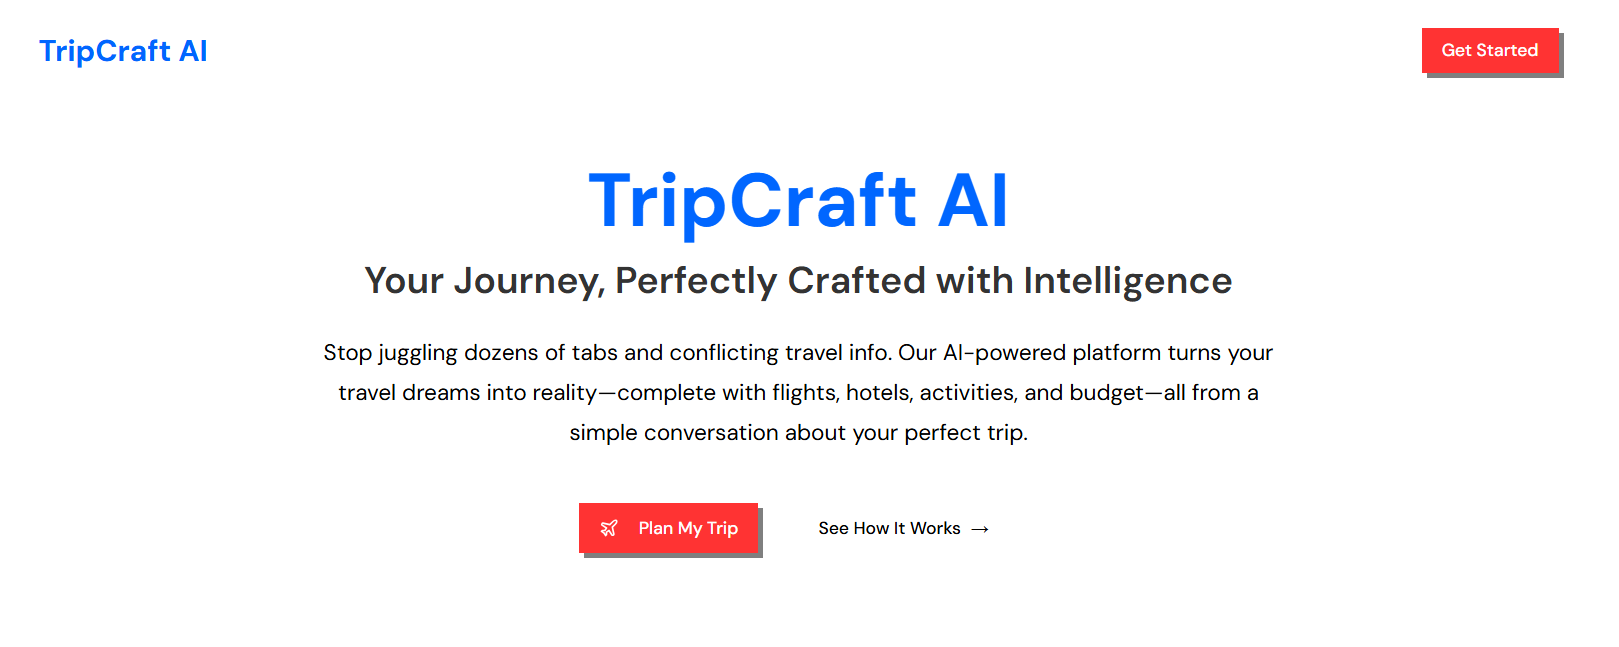 TripCraft AI
Get Started
TripCraft AI
Your Journey, Perfectly Crafted with Intelligence
Stop juggling dozens of tabs and conflicting travel info. Our AI-powered platform turns your
travel dreams into reality—complete with flights, hotels, activities, and budget—all from a
simple conversation about your perfect trip.
Plan My Trip
See How It Works →